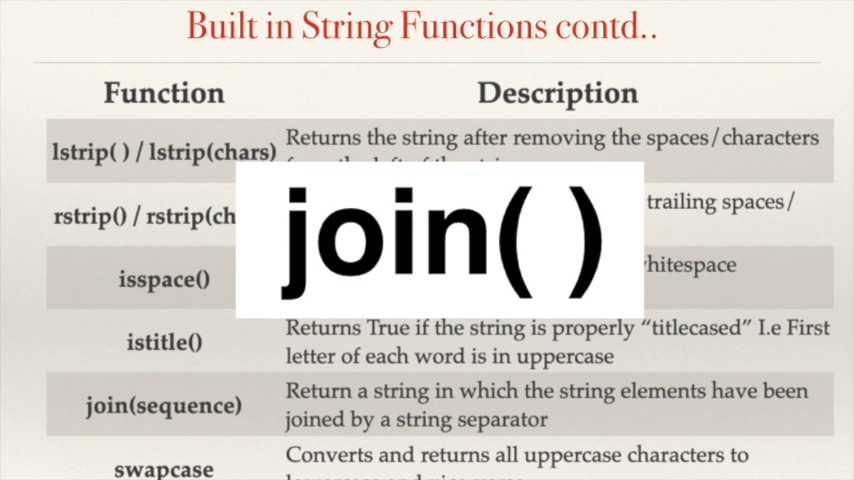 Built in String Functions contd..
Function Description
lstrip( ) / lstrip(chars) Returns the string after removing the spaces/characters
join( )
rstrip() / rstrip(ch trailing spaces/
isspace()
istitle() Returns True if the string is properly “titlecased” I.e First
letter of each word is in uppercase
join(sequence) Return a string in which the string elements have been
joined by a string separator
swapcase Converts and returns all uppercase characters to